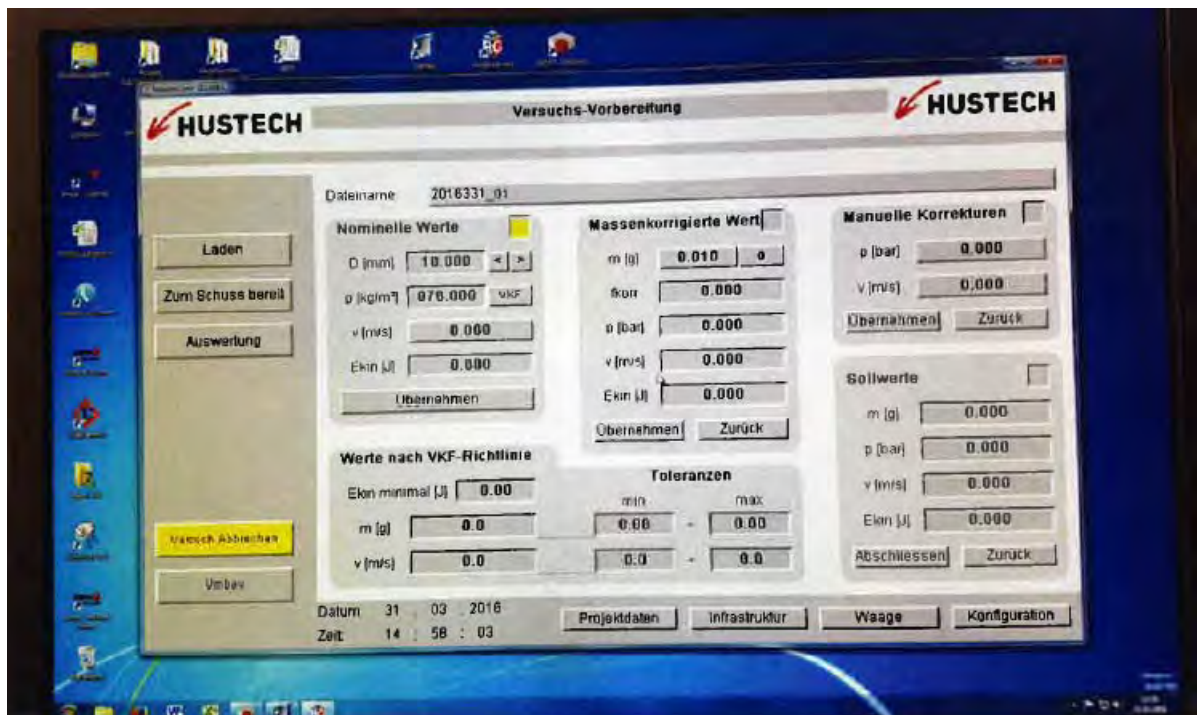 HUSTECH
Versuchs-Vorbereitung
HUSTECH
Dateiname 2016331_01
Laden
Zum Schuss bereit
Auswertung
Versuch Abbrechen
Umbau
Nominelle Werte
D [mm] 10.000 < >
ρ [kg/m³] 876.000 VKF
v [m/s] 0.000
Ekin [J] 0.000
Übernehmen
Massenkorrigierte Wert
m [g] 0.010 0
fkorr 0.000
p [bar] 0.000
v [m/s] 0.000
Ekin [J] 0.000
Übernehmen Zurück
Manuelle Korrekturen
p [bar] 0.000
v [m/s] 0.000
Übernehmen Zurück
Sollwerte
m [g] 0.000
p [bar] 0.000
v [m/s] 0.000
Ekin [J] 0.000
Abschliessen Zurück
Werte nach VKF-Richtlinie
Ekin minimal [J] 0.00
m [g] 0.0
v [m/s] 0.0
Toleranzen
min max
0.00 - 0.00
0.0 - 0.0
Datum 31 . 03 . 2016
Zeit 14 : 58 : 03
Projektdaten Infrastruktur Waage Konfiguration